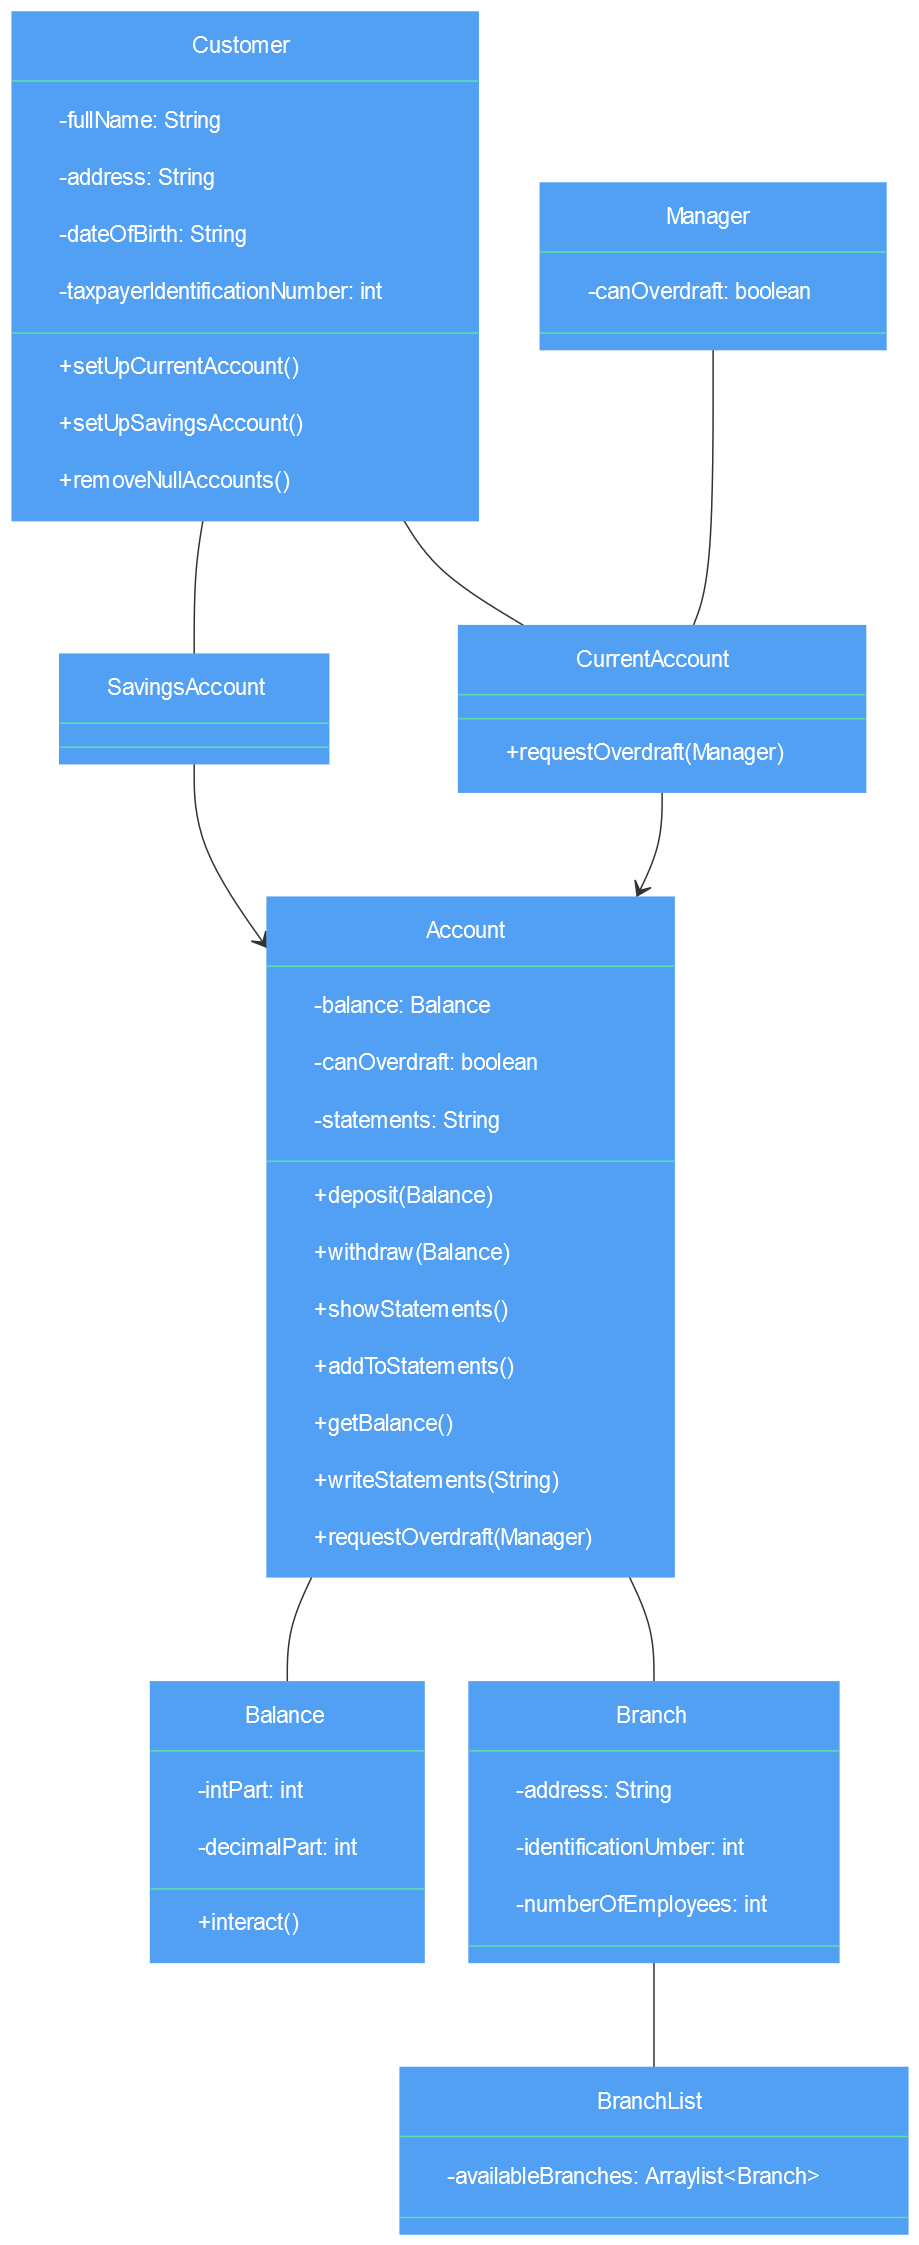 Customer
-fullName: String
-address: String
-dateOfBirth: String
-taxpayerIdentificationNumber: int
+setUpCurrentAccount()
+setUpSavingsAccount()
+removeNullAccounts()
Manager
-canOverdraft: boolean
SavingsAccount
CurrentAccount
+requestOverdraft(Manager)
Account
-balance: Balance
-canOverdraft: boolean
-statements: String
+deposit(Balance)
+withdraw(Balance)
+showStatements()
+addToStatements()
+getBalance()
+writeStatements(String)
+requestOverdraft(Manager)
Balance
-intPart: int
-decimalPart: int
+interact()
Branch
-address: String
-identificationUmber: int
-numberOfEmployees: int
BranchList
-availableBranches: Arraylist<Branch>